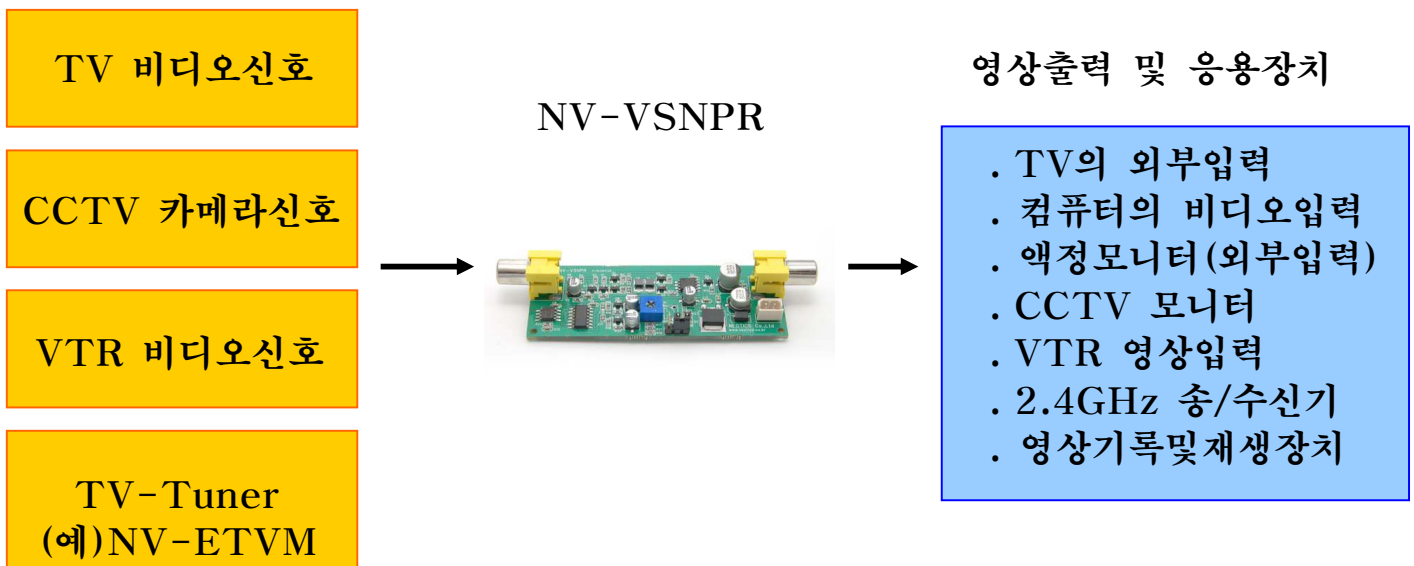 TV 비디오신호
CCTV 카메라신호
VTR 비디오신호
TV-Tuner
(예)NV-ETVM
NV-VSNPR
NV-VSNPR
영상출력 및 응용장치
. TV의 외부입력
. 컴퓨터의 비디오입력
. 액정모니터(외부입력)
. CCTV 모니터
. VTR 영상입력
. 2.4GHz 송/수신기
. 영상기록및재생장치